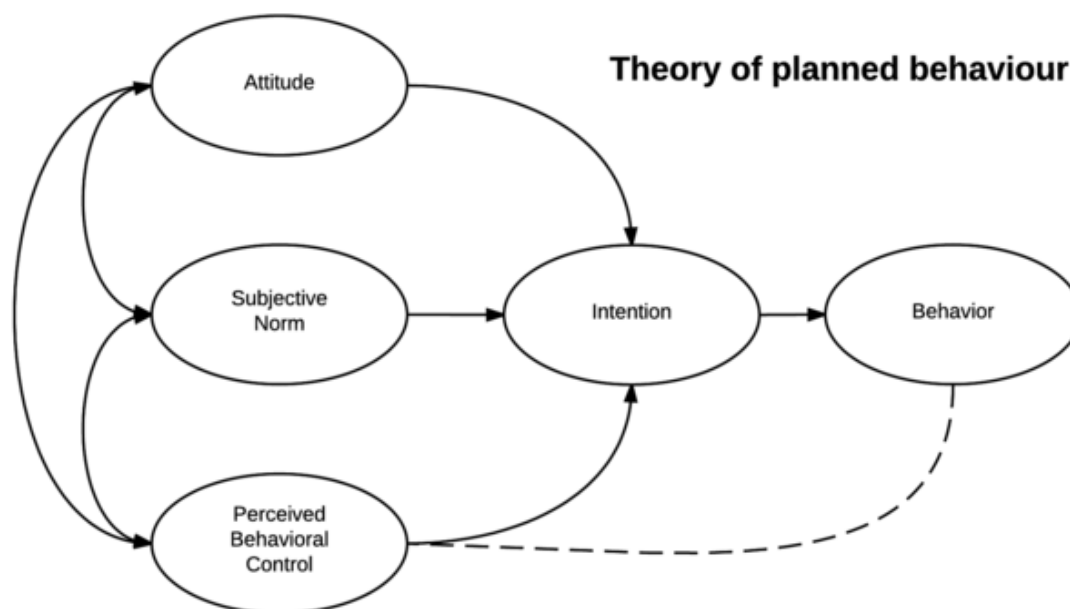 Theory of planned behaviour
Attitude
Subjective
Norm
Intention
Behavior
Perceived
Behavioral
Control